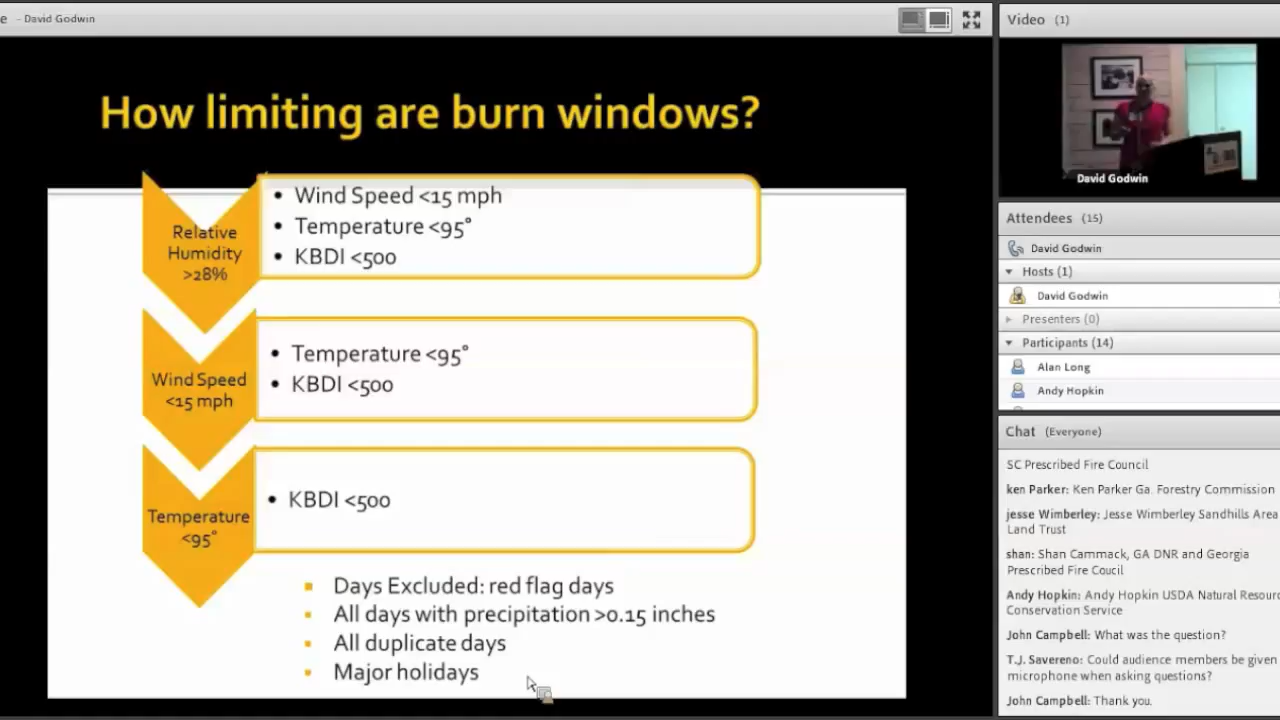 e - David Godwin
How limiting are burn windows?
Relative
Humidity
>28%
• Wind Speed <15 mph
• Temperature <95°
• KBDI <500
Wind Speed
<15 mph
• Temperature <95°
• KBDI <500
Temperature
<95°
• KBDI <500
▪ Days Excluded: red flag days
▪ All days with precipitation >0.15 inches
▪ All duplicate days
▪ Major holidays
Video (1)
David Godwin
Attendees (15)
David Godwin
Hosts (1)
David Godwin
Presenters (0)
Participants (14)
Alan Long
Andy Hopkin
Chat (Everyone)
SC Prescribed Fire Council
ken Parker: Ken Parker Ga. Forestry Commission
jesse Wimberley: Jesse Wimberley Sandhills Area
Land Trust
shan: Shan Cammack, GA DNR and Georgia
Prescribed Fire Coucil
Andy Hopkin: Andy Hopkin USDA Natural Resourc
Conservation Service
John Campbell: What was the question?
T.J. Savereno: Could audience members be given
microphone when asking questions?
John Campbell: Thank you.